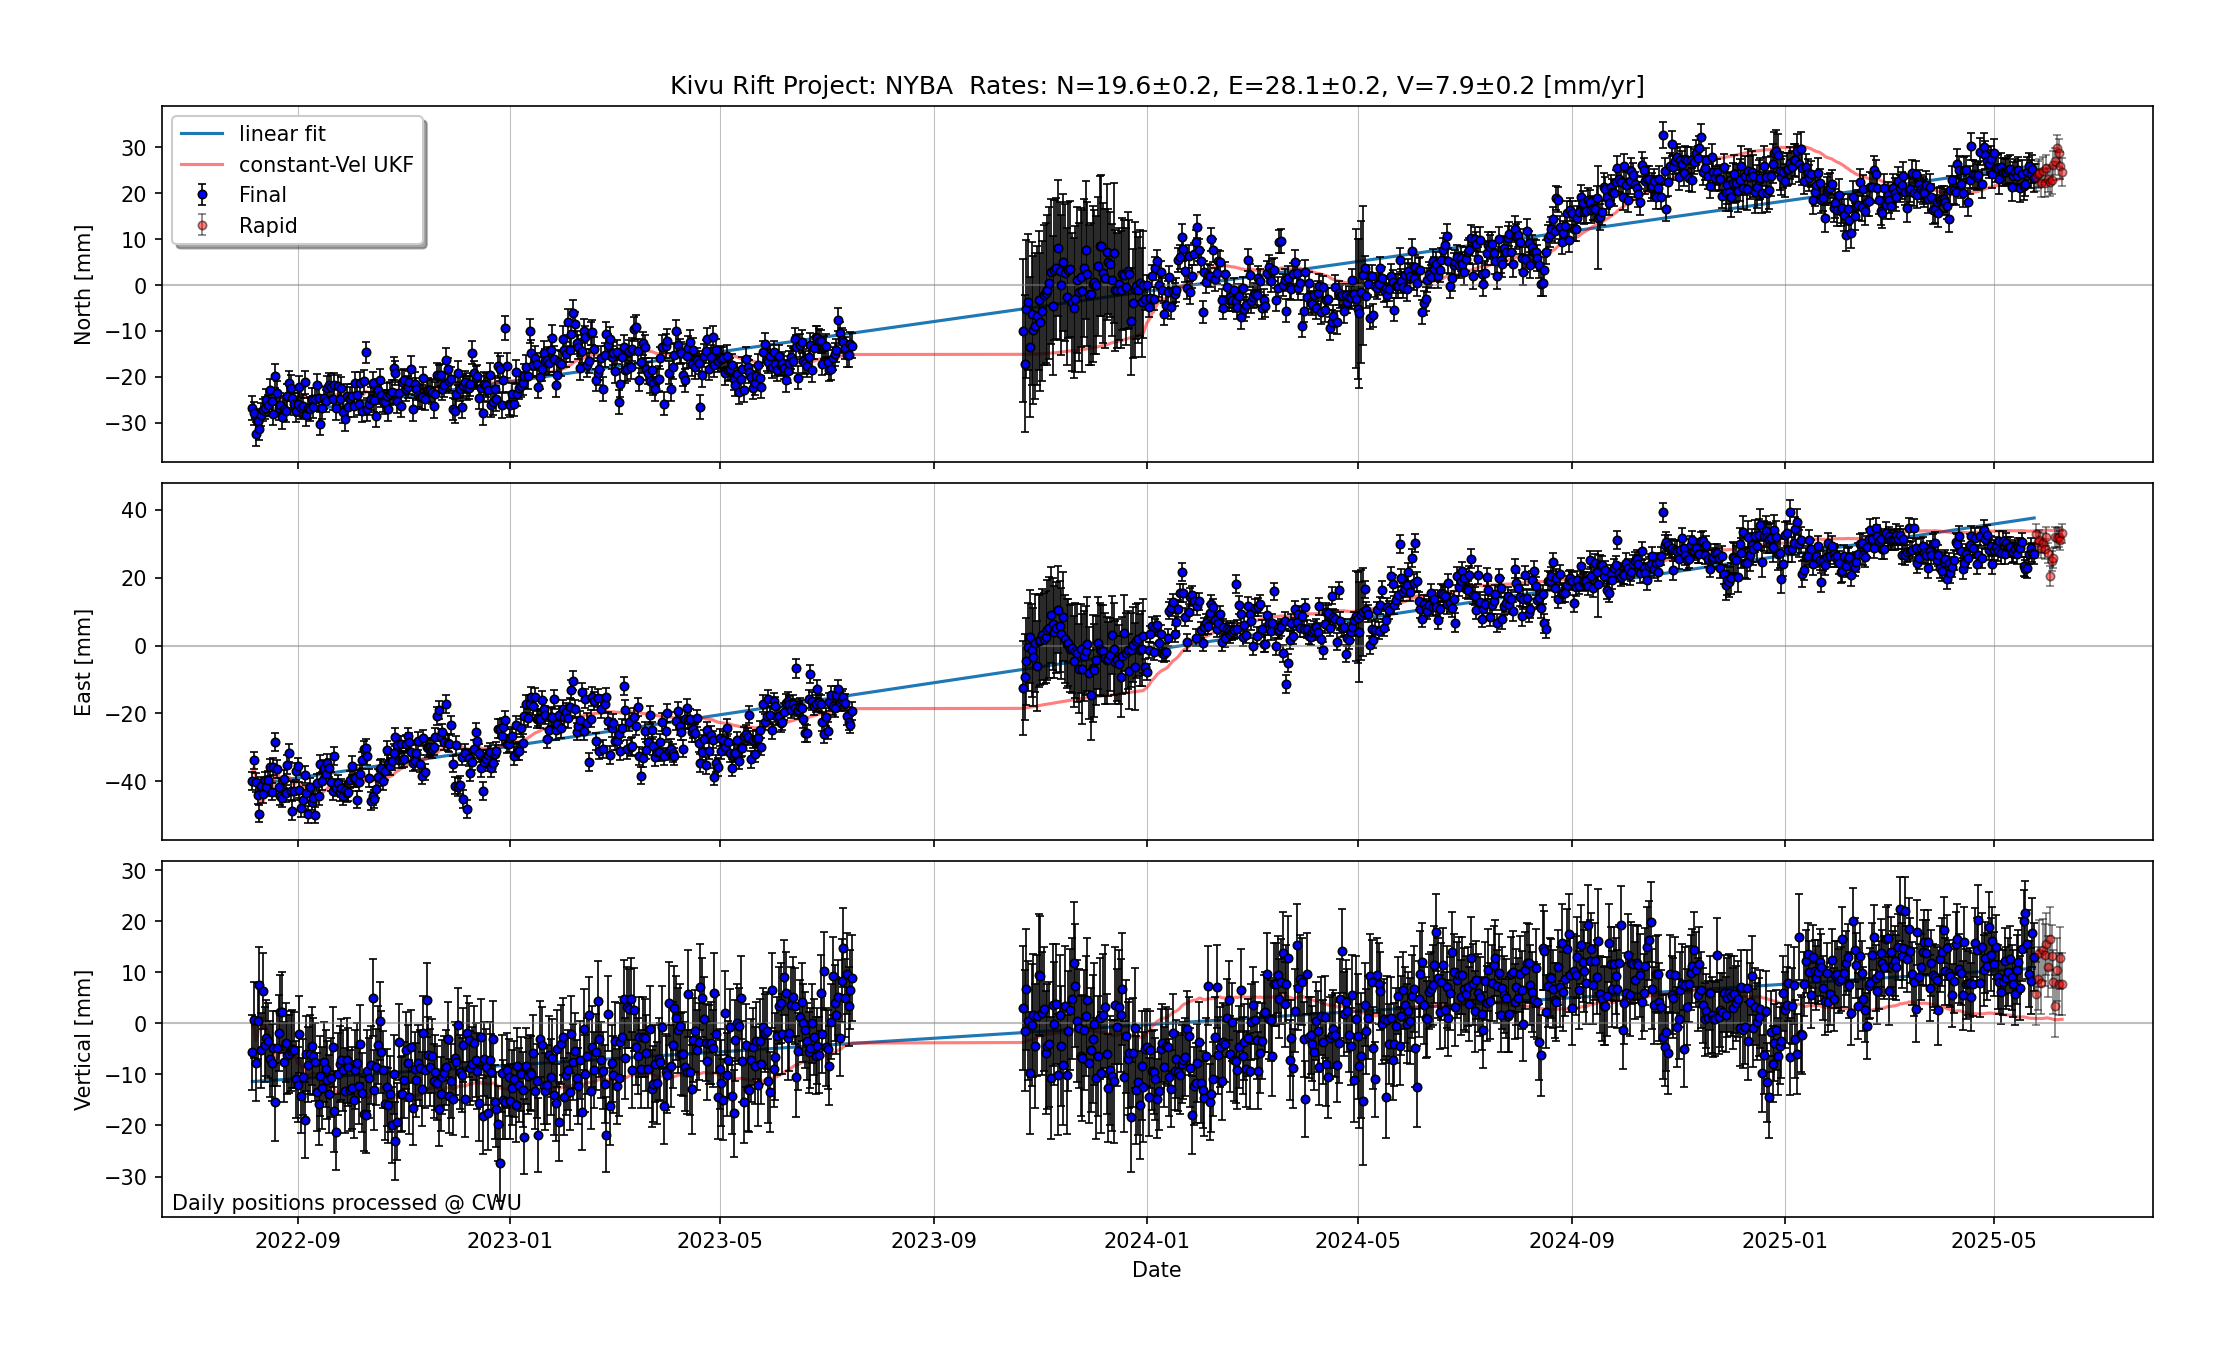 Kivu Rift Project: NYBA  Rates: N=19.6±0.2, E=28.1±0.2, V=7.9±0.2 [mm/yr]
linear fit
constant-Vel UKF
Final
Rapid
North [mm]
30
20
10
0
−10
−20
−30
East [mm]
40
20
0
−20
−40
Vertical [mm]
30
20
10
0
−10
−20
−30
Daily positions processed @ CWU
2022-09 2023-01 2023-05 2023-09 2024-01 2024-05 2024-09 2025-01 2025-05
Date